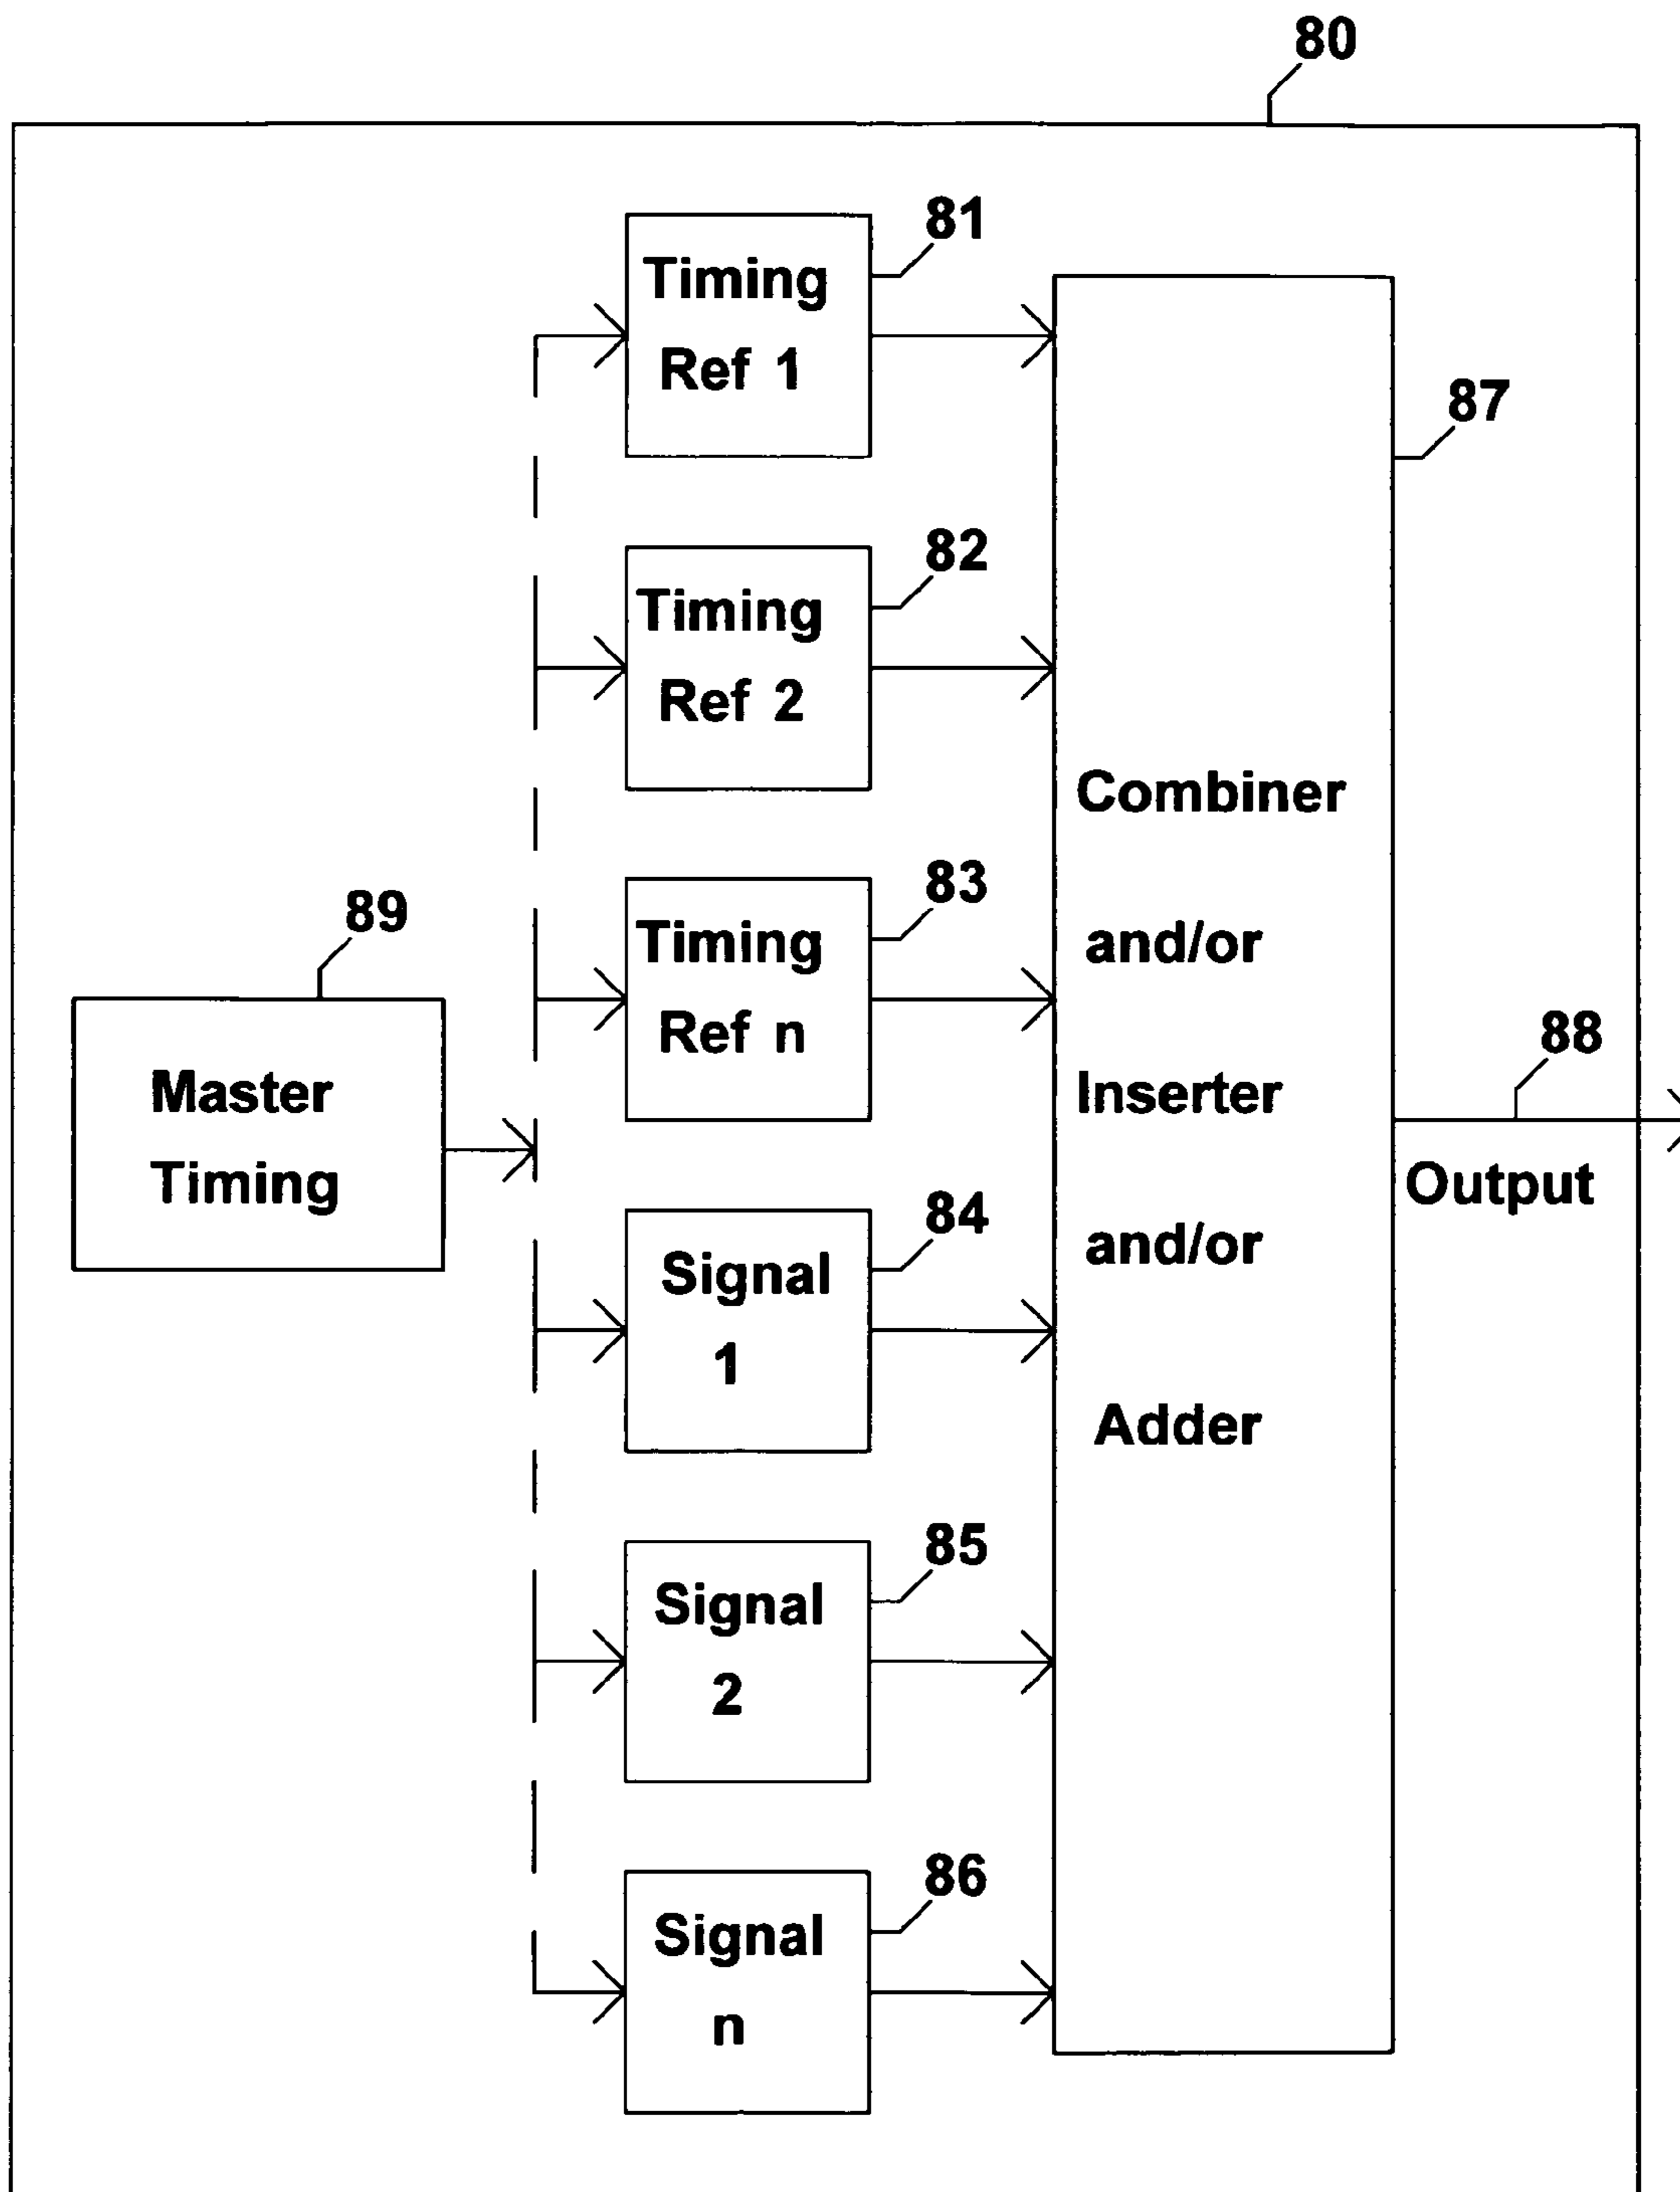 80
81
Timing
Ref 1
87
82
Timing
Ref 2
Combiner
83
Timing
Ref n
and/or
89
Master
Timing
Inserter
88
Output
84
Signal
1
and/or
Adder
85
Signal
2
86
Signal
n